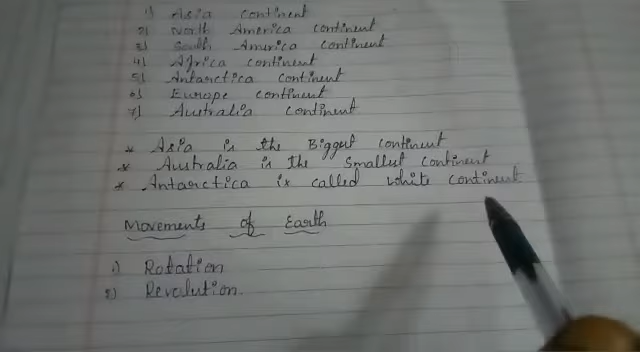 1) Asia continent
2) North America continent
3) South America continent
4) Africa continent
5) Antarctica continent
6) Europe continent
7) Australia continent
* Asia is the Biggest continent
* Australia is the Smallest continent
* Antarctica is called white continent
Movements of Earth
1) Rotation
2) Revolution.